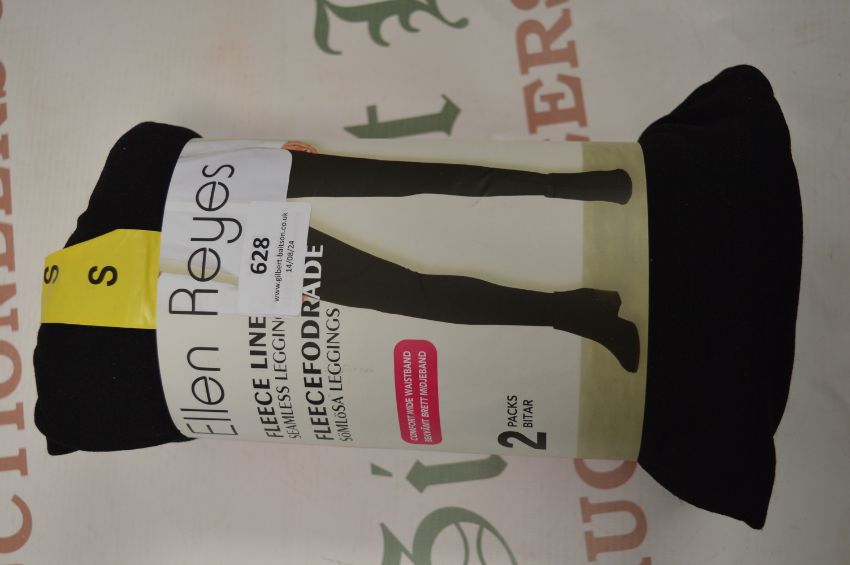 S
S
Ellen Reyes
628
www.gilbert-baitson.co.uk
14/08/24
FLEECE LINE
SEAMLESS LEGGING
FLEECEFODRADE
SÖMLÖSA LEGGINGS
COMFORT WIDE WAISTBAND
BEKVÄMT BRETT MIDJEBAND
2 PACKS
BITAR